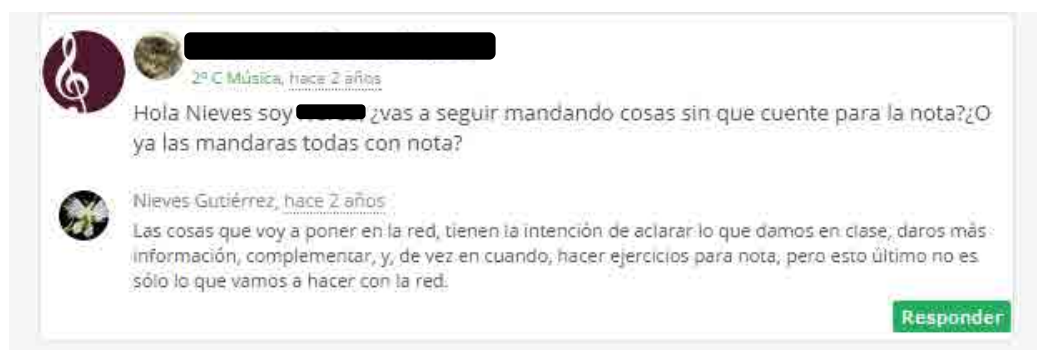 2º C Música, hace 2 años
Hola Nieves soy ¿vas a seguir mandando cosas sin que cuente para la nota?¿O
ya las mandaras todas con nota?
Nieves Gutiérrez, hace 2 años
Las cosas que voy a poner en la red, tienen la intención de aclarar lo que damos en clase, daros más
información, complementar, y, de vez en cuando, hacer ejercicios para nota, pero esto último no es
sólo lo que vamos a hacer con la red.
Responder